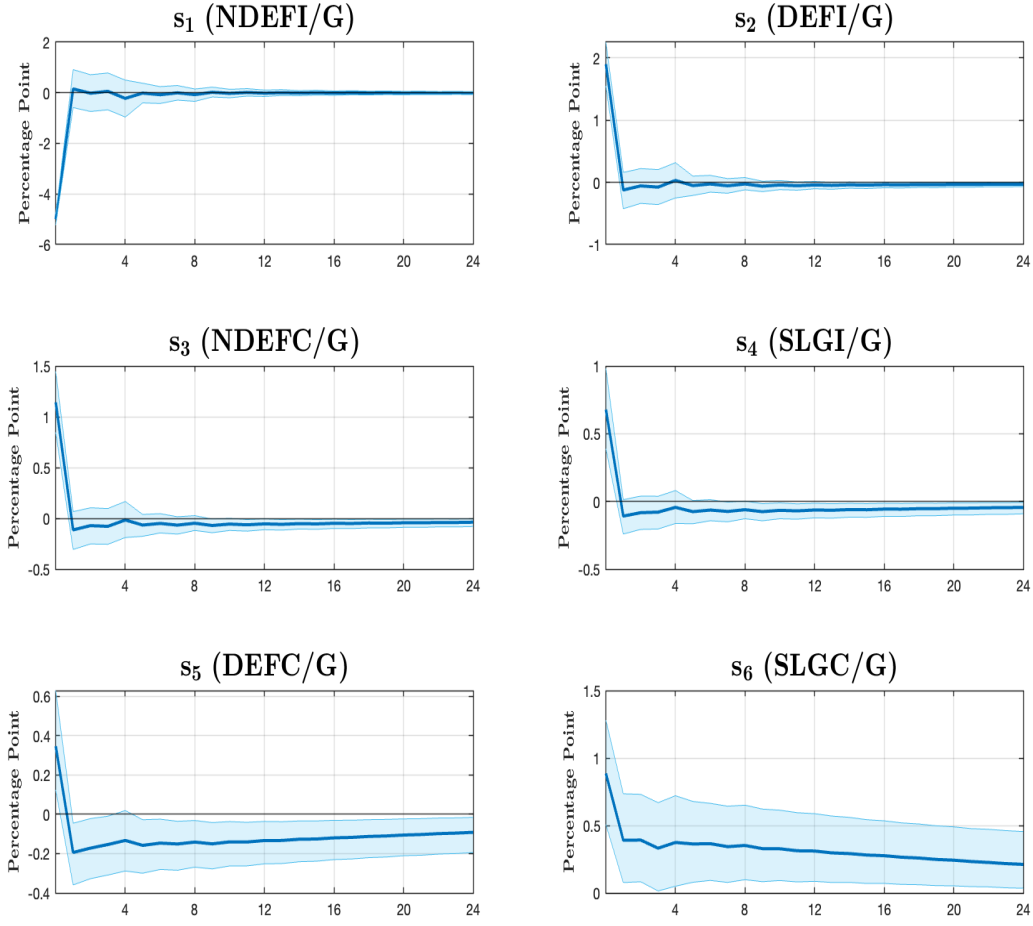 s₁ (NDEFI/G)
Percentage Point
2
0
-2
-4
-6
4 8 12 16 20 24
s₂ (DEFI/G)
Percentage Point
2
1
0
-1
4 8 12 16 20 24
s₃ (NDEFC/G)
Percentage Point
1.5
1
0.5
0
-0.5
4 8 12 16 20 24
s₄ (SLGI/G)
Percentage Point
1
0.5
0
-0.5
4 8 12 16 20 24
s₅ (DEFC/G)
Percentage Point
0.6
0.4
0.2
0
-0.2
-0.4
4 8 12 16 20 24
s₆ (SLGC/G)
Percentage Point
1.5
1
0.5
0
4 8 12 16 20 24